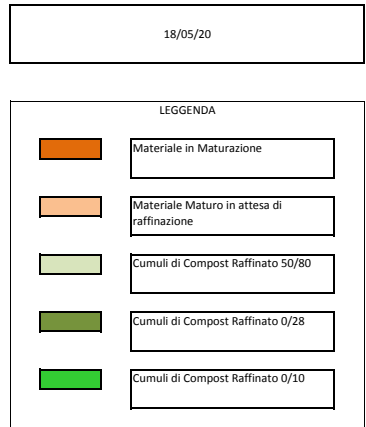 18/05/20
LEGGENDA
Materiale in Maturazione
Materiale Maturo in attesa di
raffinazione
Cumuli di Compost Raffinato 50/80
Cumuli di Compost Raffinato 0/28
Cumuli di Compost Raffinato 0/10